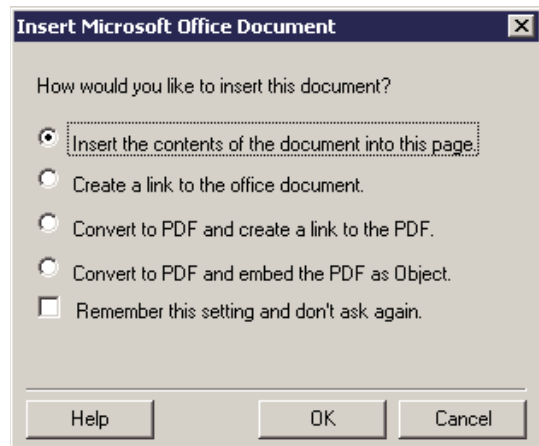 Insert Microsoft Office Document
How would you like to insert this document?
Insert the contents of the document into this page.
Create a link to the office document.
Convert to PDF and create a link to the PDF.
Convert to PDF and embed the PDF as Object.
Remember this setting and don't ask again.
Help OK Cancel